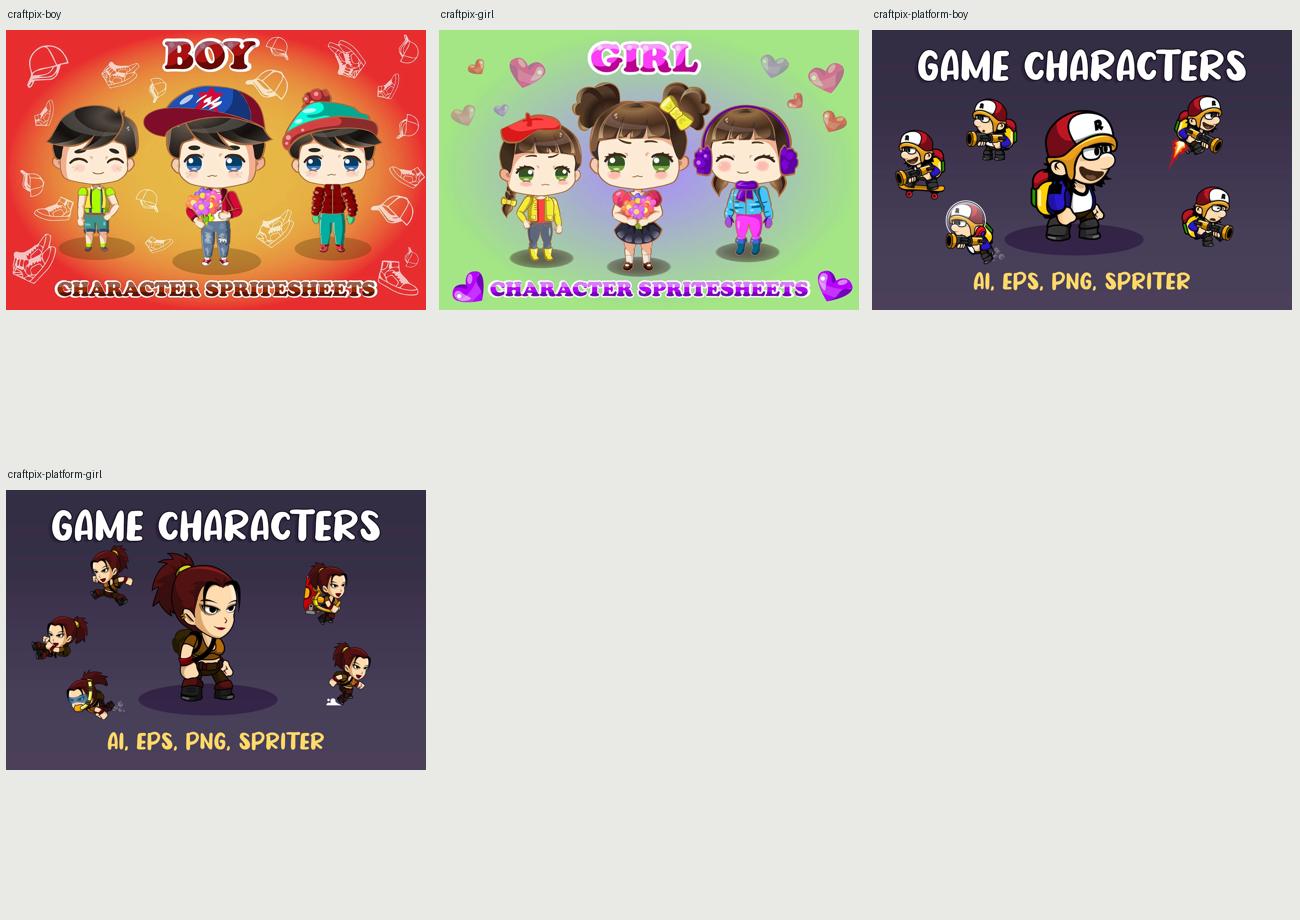 craftpix-boy
craftpix-girl
craftpix-platform-boy
BOY
CHARACTER SPRITESHEETS
GIRL
CHARACTER SPRITESHEETS
GAME CHARACTERS
R
AI, EPS, PNG, SPRITER
craftpix-platform-girl
GAME CHARACTERS
AI, EPS, PNG, SPRITER